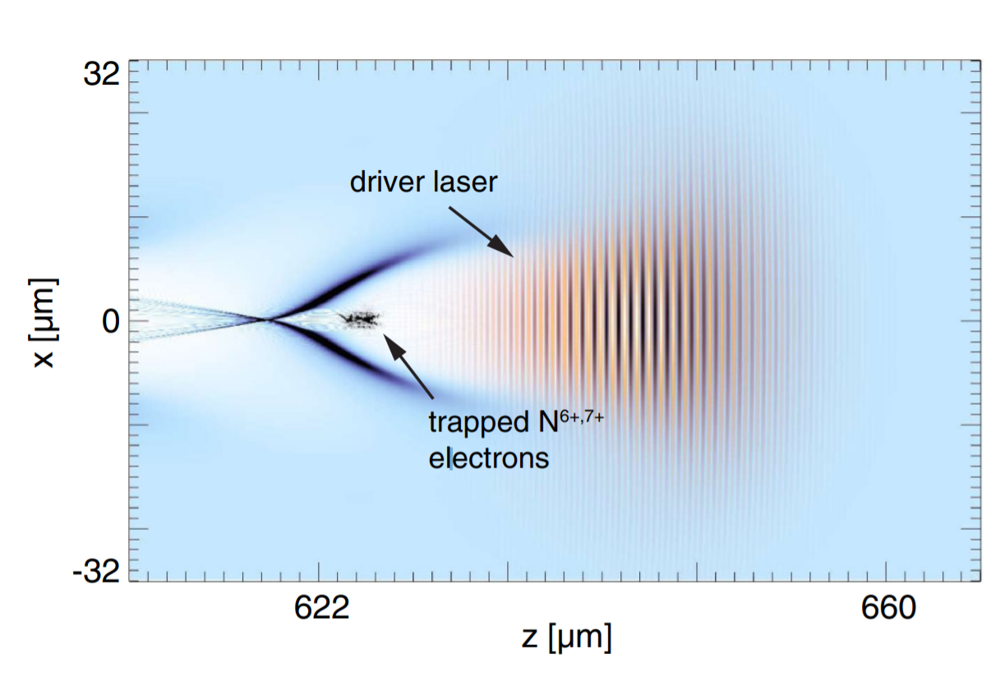 32
driver laser
x [μm]
0
trapped N⁶⁺,⁷⁺
electrons
-32
622
660
z [μm]